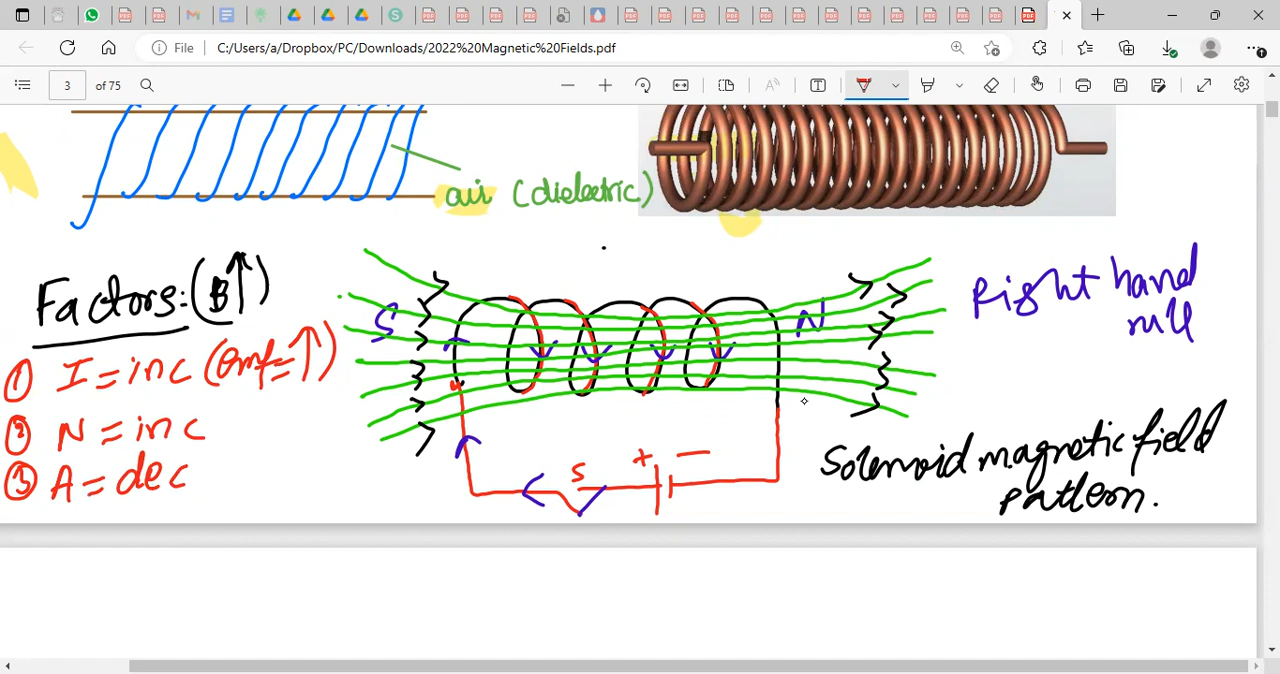 File
C:/Users/a/Dropbox/PC/Downloads/2022%20Magnetic%20Fields.pdf
3 of 75
air (dielectric)
Factors: (B↑)
① I = inc (emf = ↑)
② N = inc
③ A = dec
S
N
S
+ −
Right hand
rule
Solenoid magnetic field
pattern.